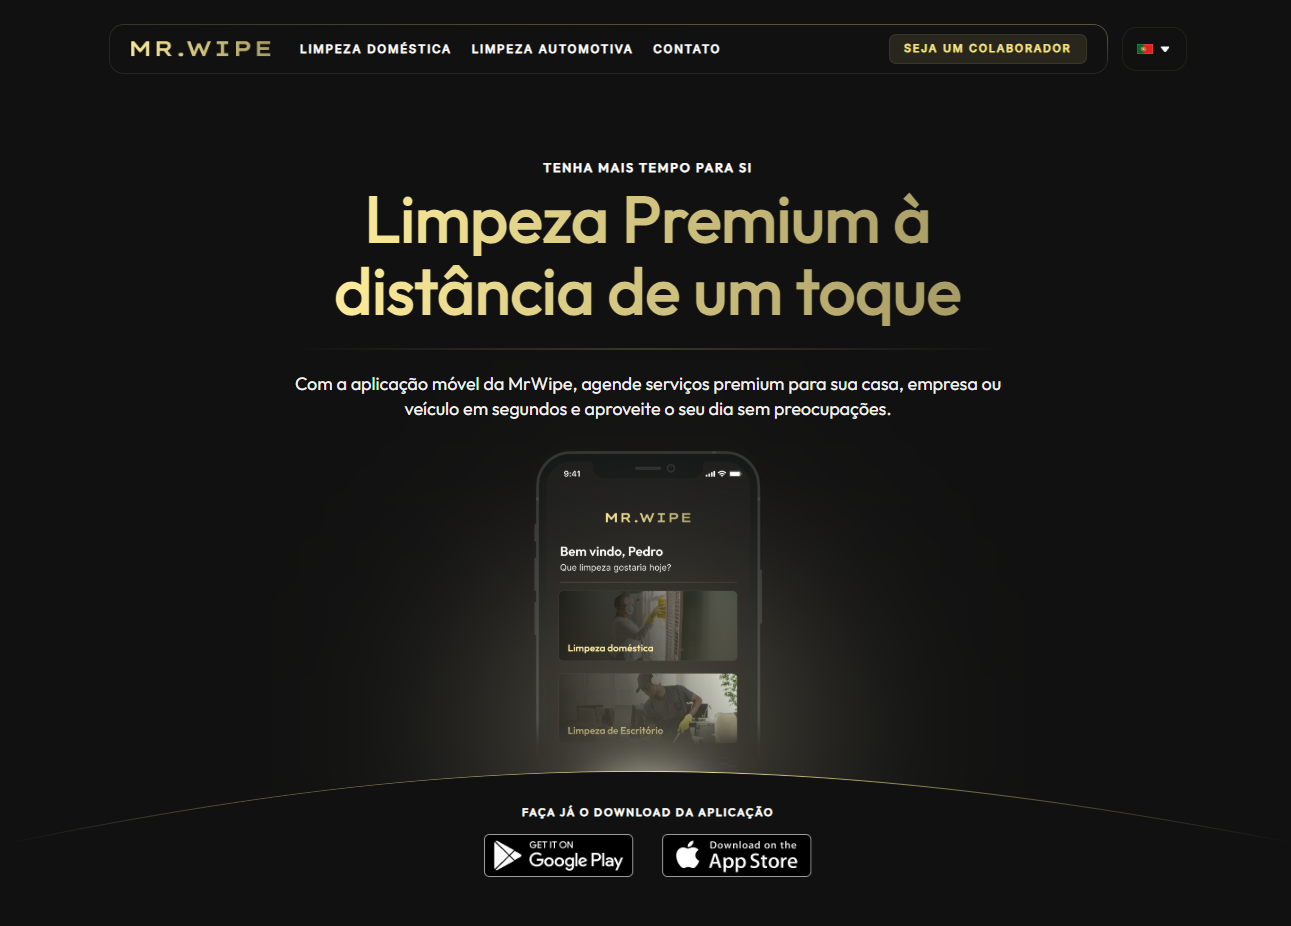 MR.WIPE
LIMPEZA DOMÉSTICA
LIMPEZA AUTOMOTIVA
CONTATO
SEJA UM COLABORADOR
TENHA MAIS TEMPO PARA SI
Limpeza Premium à
distância de um toque
Com a aplicação móvel da MrWipe, agende serviços premium para sua casa, empresa ou
veículo em segundos e aproveite o seu dia sem preocupações.
9:41
MR.WIPE
Bem vindo, Pedro
Que limpeza gostaria hoje?
Limpeza doméstica
Limpeza de Escritório
FAÇA JÁ O DOWNLOAD DA APLICAÇÃO
GET IT ON
Google Play
Download on the
App Store